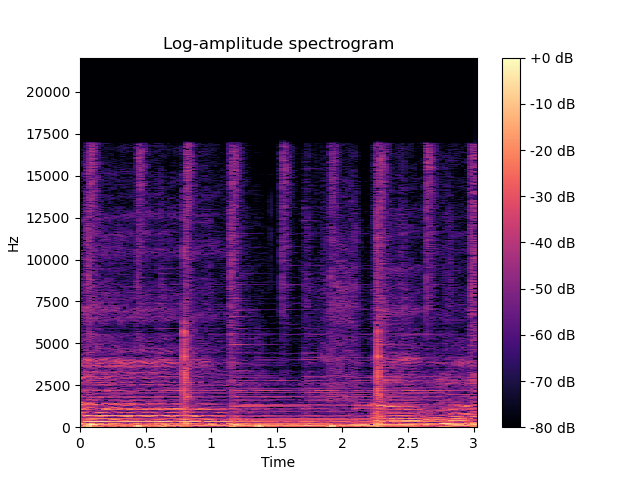 Log-amplitude spectrogram
Hz
20000
17500
15000
12500
10000
7500
5000
2500
0
0 0.5 1 1.5 2 2.5 3
Time
+0 dB
-10 dB
-20 dB
-30 dB
-40 dB
-50 dB
-60 dB
-70 dB
-80 dB